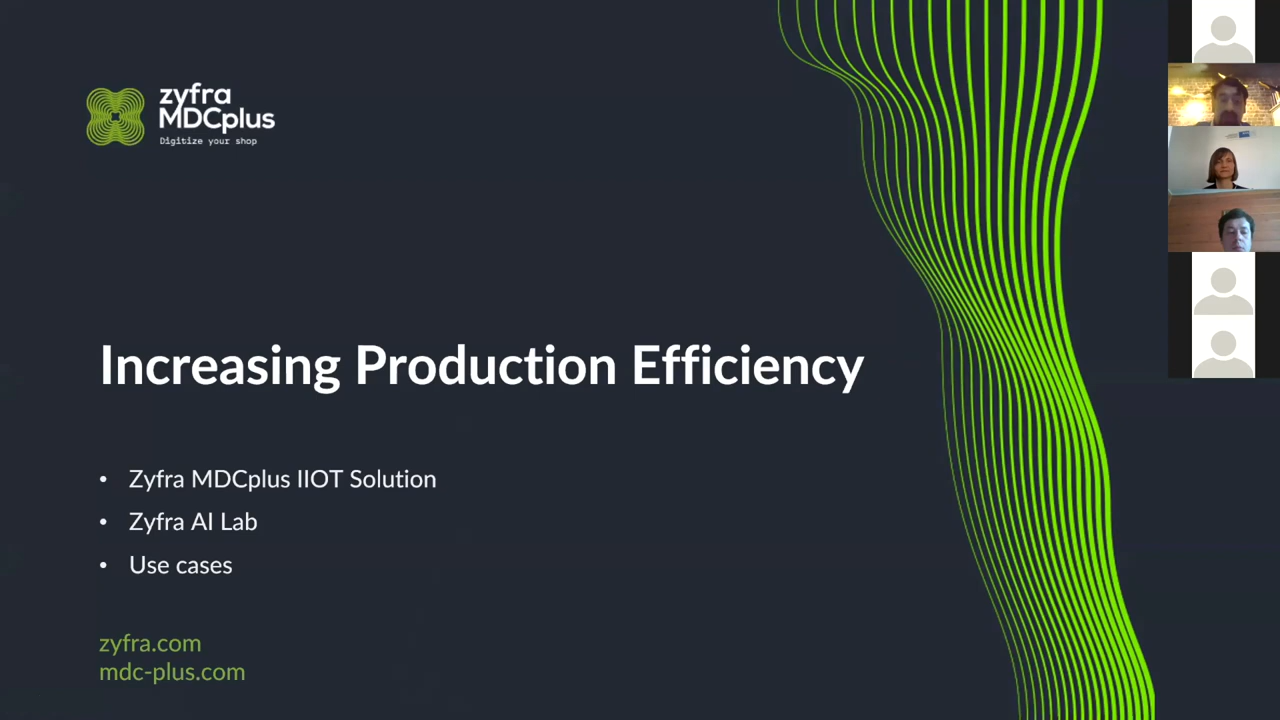 zyfra
MDCplus
Digitize your shop
Increasing Production Efficiency
• Zyfra MDCplus IIOT Solution
• Zyfra AI Lab
• Use cases
zyfra.com
mdc-plus.com